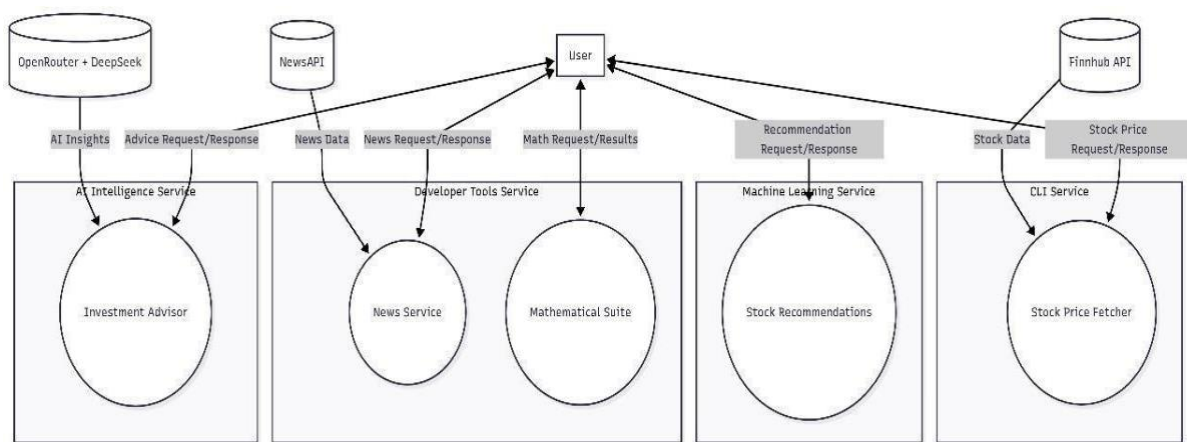 OpenRouter + DeepSeek
NewsAPI
User
Finnhub API
AI Insights
Advice Request/Response
News Data
News Request/Response
Math Request/Results
Recommendation
Request/Response
Stock Data
Stock Price
Request/Response
AI Intelligence Service
Developer Tools Service
Machine Learning Service
CLI Service
Investment Advisor
News Service
Mathematical Suite
Stock Recommendations
Stock Price Fetcher